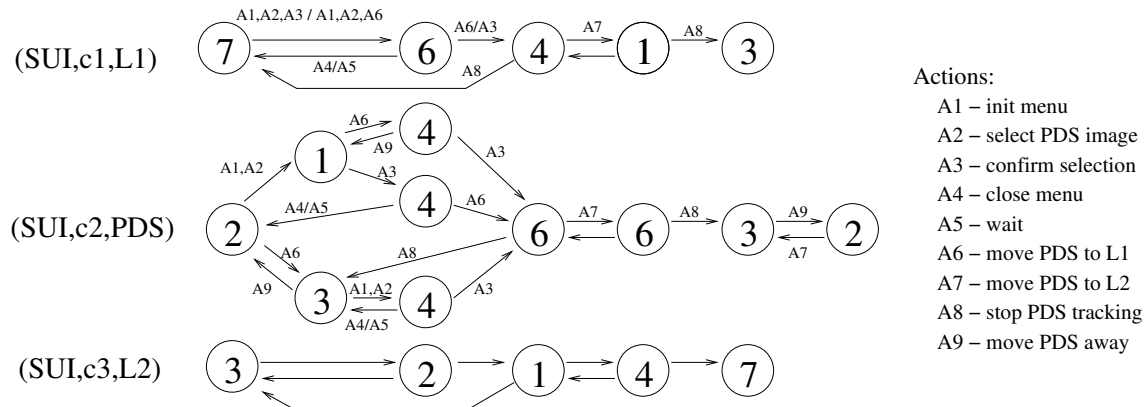 A1,A2,A3 / A1,A2,A6
A6/A3
A7
A8
(SUI,c1,L1)
7
6
4
1
3
A4/A5
A8
Actions:
A1 – init menu
A2 – select PDS image
A3 – confirm selection
A4 – close menu
A5 – wait
A6 – move PDS to L1
A7 – move PDS to L2
A8 – stop PDS tracking
A9 – move PDS away
A6
4
A9
1
A3
A1,A2
A3
4
A4/A5
A6
(SUI,c2,PDS)
2
6
A7
6
A8
3
A9
2
A7
A6
A8
A9
3
A1,A2
4
A3
A4/A5
(SUI,c3,L2)
3
2
1
4
7